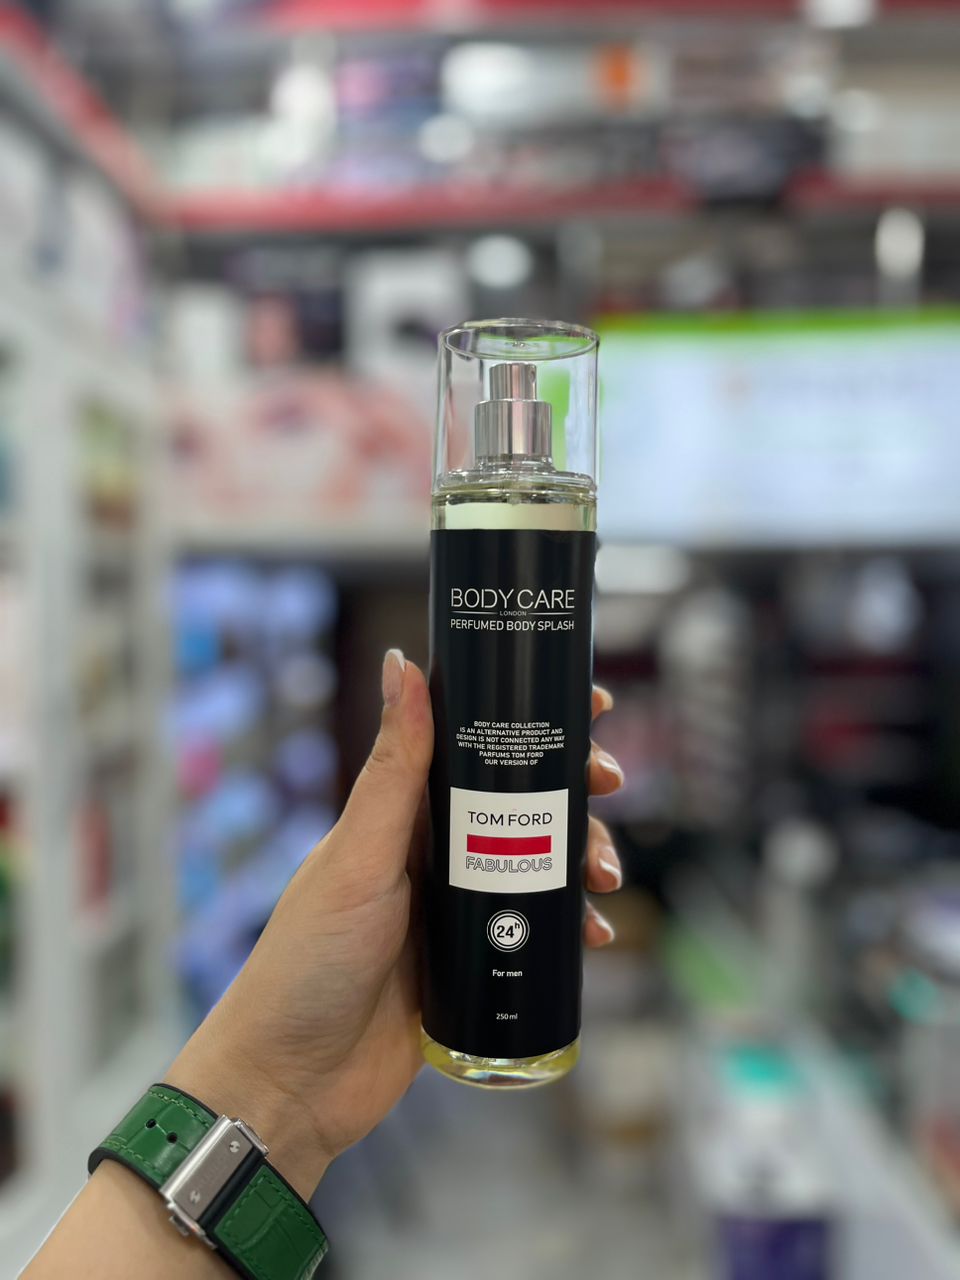 BODY CARE
LONDON
PERFUMED BODY SPLASH
BODY CARE COLLECTION
IS AN ALTERNATIVE PRODUCT AND
DESIGN IS NOT CONNECTED ANY WAY
WITH THE REGISTERED TRADEMARK
PARFUMS TOM FORD
OUR VERSION OF
TOM FORD
FABULOUS
24h
For men
250 ml